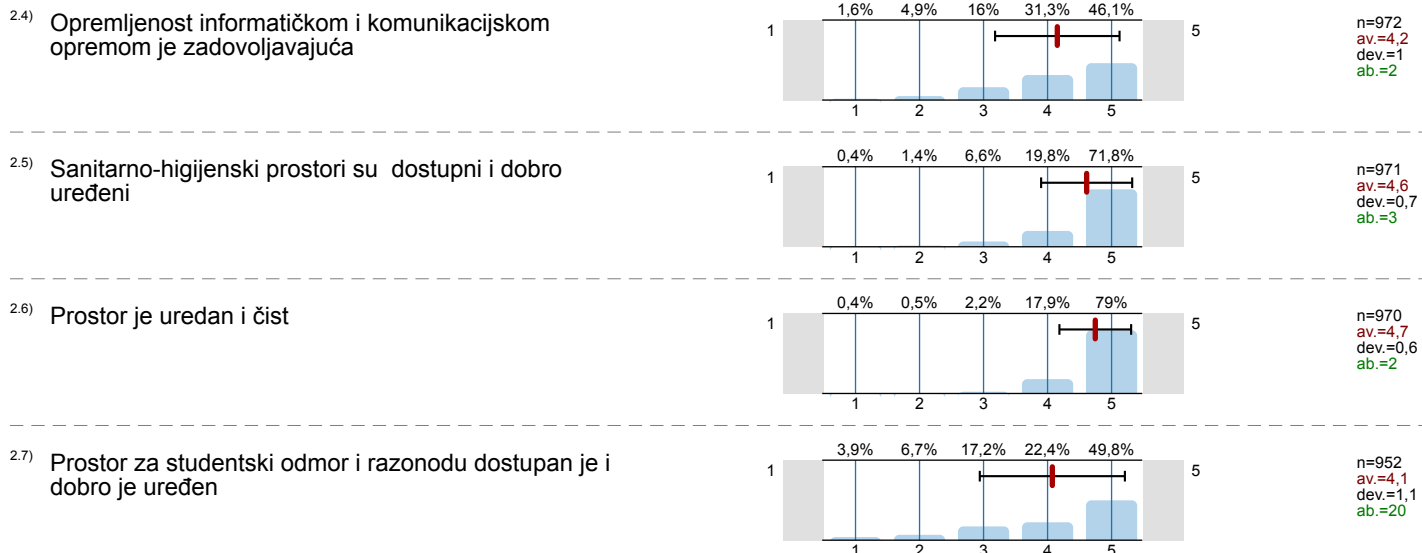 2.4) Opremljenost informatičkom i komunikacijskom
opremom je zadovoljavajuća
1,6% 4,9% 16% 31,3% 46,1%
1 5
1 2 3 4 5
n=972
av.=4,2
dev.=1
ab.=2
2.5) Sanitarno-higijenski prostori su  dostupni i dobro
uređeni
0,4% 1,4% 6,6% 19,8% 71,8%
1 5
1 2 3 4 5
n=971
av.=4,6
dev.=0,7
ab.=3
2.6) Prostor je uredan i čist
0,4% 0,5% 2,2% 17,9% 79%
1 5
1 2 3 4 5
n=970
av.=4,7
dev.=0,6
ab.=2
2.7) Prostor za studentski odmor i razonodu dostupan je i
dobro je uređen
3,9% 6,7% 17,2% 22,4% 49,8%
1 5
1 2 3 4 5
n=952
av.=4,1
dev.=1,1
ab.=20